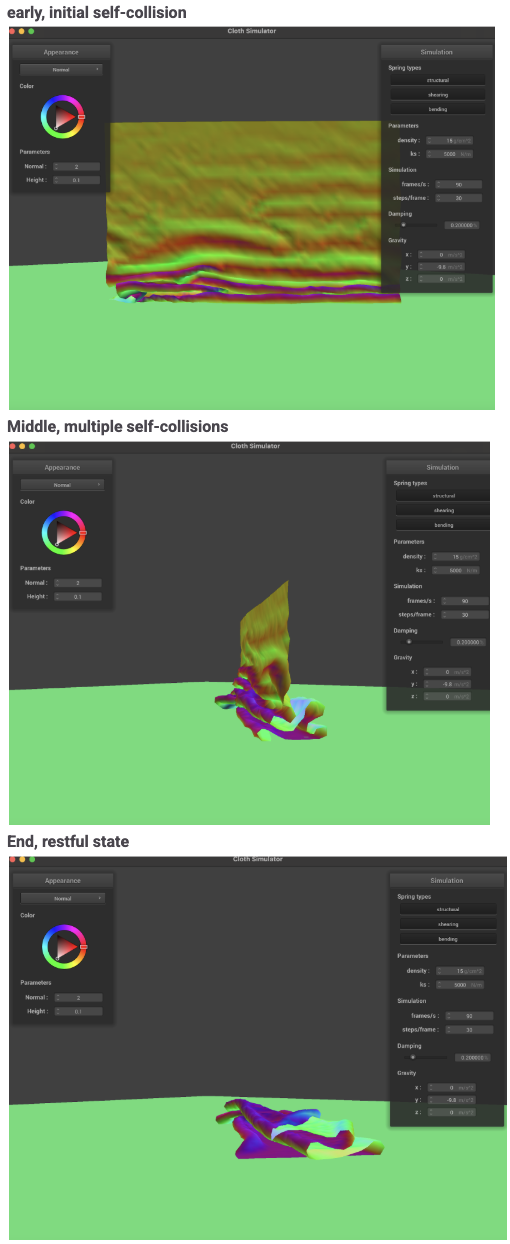 early, initial self-collision
Cloth Simulator
Appearance
Normal
Color
Parameters
Normal : 2
Height : 0.1
Simulation
Spring types
structural
shearing
bending
Parameters
density : 15 g/cm^2
ks : 5000 N/m
Simulation
frames/s : 90
steps/frame : 30
Damping
0.200000
Gravity
x : 0 m/s^2
y : -9.8 m/s^2
z : 0 m/s^2
Middle, multiple self-collisions
Cloth Simulator
Appearance
Normal
Color
Parameters
Normal : 2
Height : 0.1
Simulation
Spring types
structural
shearing
bending
Parameters
density : 15 g/cm^2
ks : 5000 N/m
Simulation
frames/s : 90
steps/frame : 30
Damping
0.200000
Gravity
x : 0 m/s^2
y : -9.8 m/s^2
z : 0 m/s^2
End, restful state
Cloth Simulator
Appearance
Normal
Color
Parameters
Normal : 2
Height : 0.1
Simulation
Spring types
structural
shearing
bending
Parameters
density : 15 g/cm^2
ks : 5000 N/m
Simulation
frames/s : 90
steps/frame : 30
Damping
0.200000
Gravity
x : 0 m/s^2
y : -9.8 m/s^2
z : 0 m/s^2